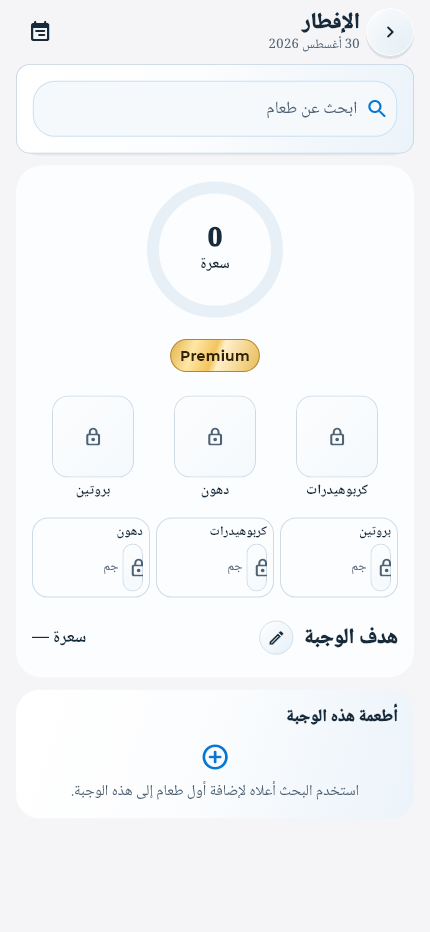 الإفطار
30 أغسطس 2026
ابحث عن طعام
0
سعرة
Premium
كربوهيدرات
دهون
بروتين
بروتين
كربوهيدرات
دهون
جم
جم
جم
هدف الوجبة
— سعرة
أطعمة هذه الوجبة
استخدم البحث أعلاه لإضافة أول طعام إلى هذه الوجبة.